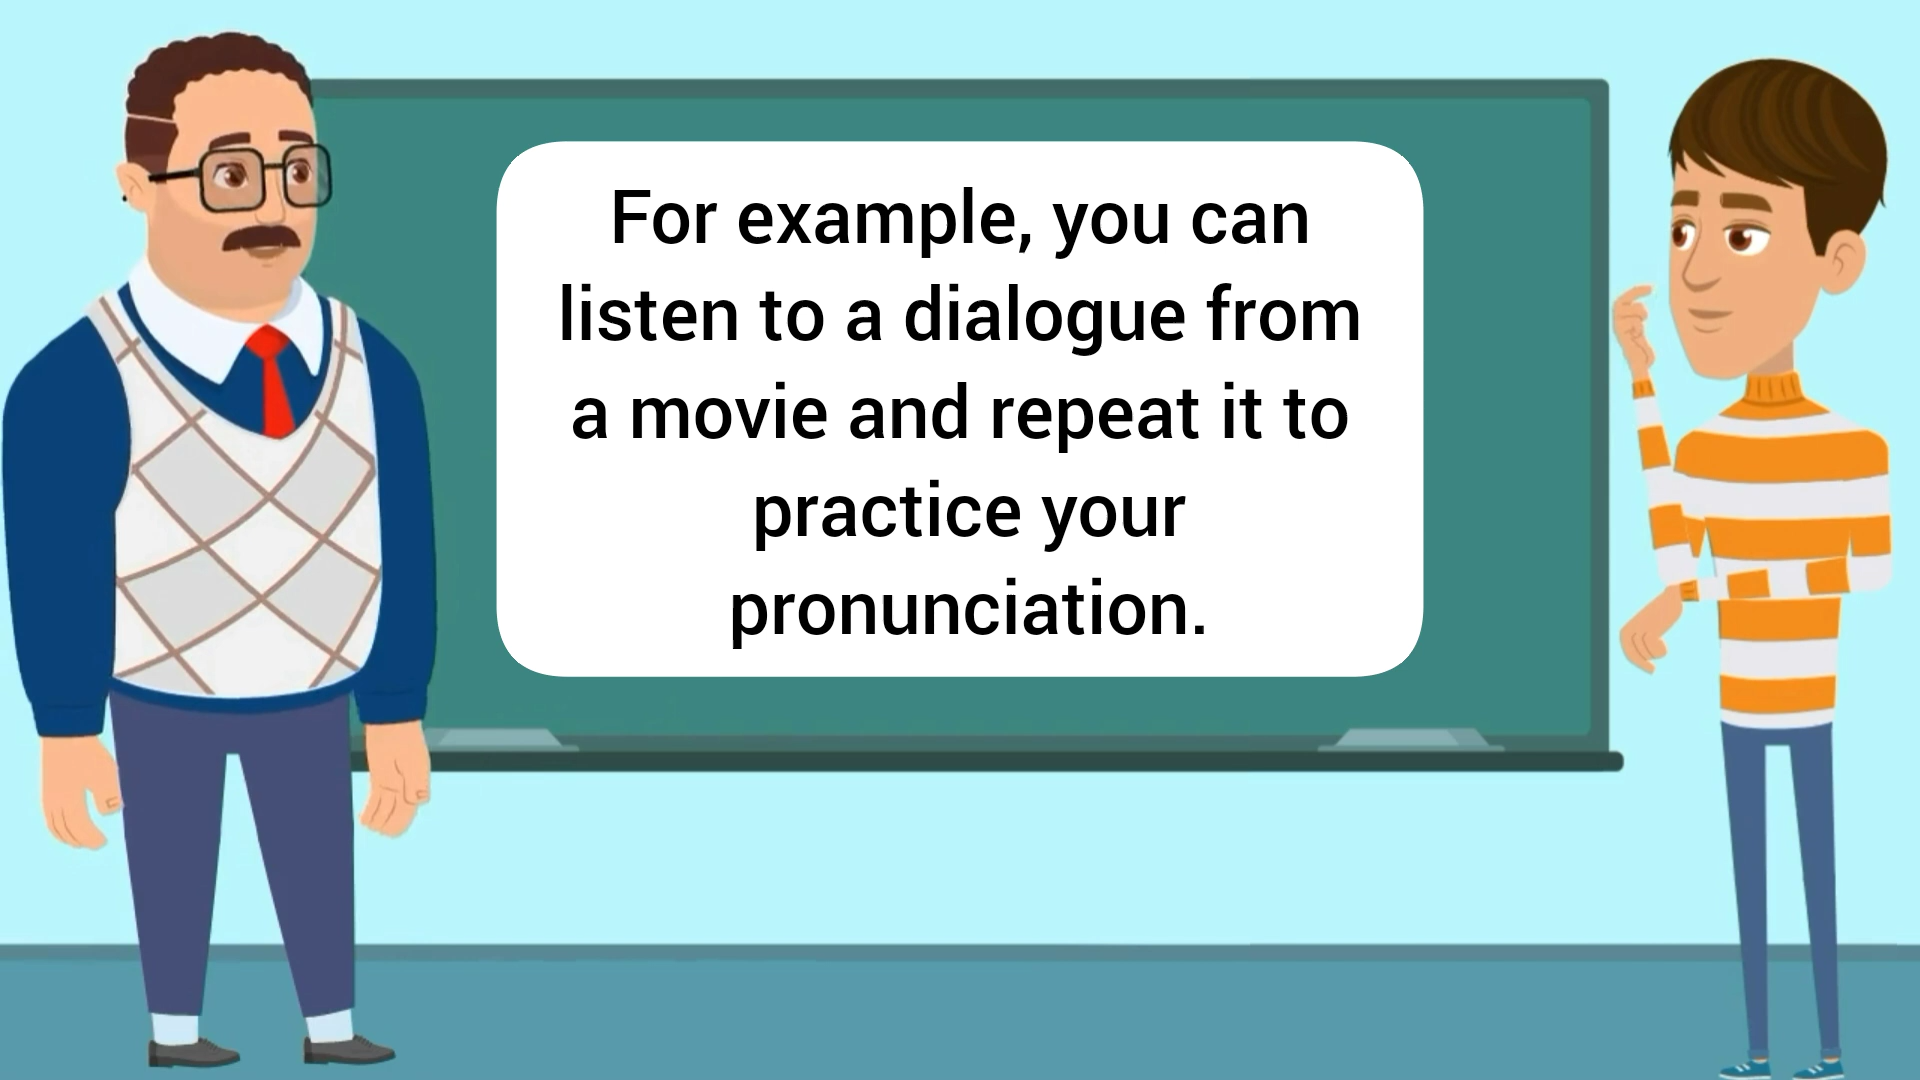 For example, you can
listen to a dialogue from
a movie and repeat it to
practice your
pronunciation.